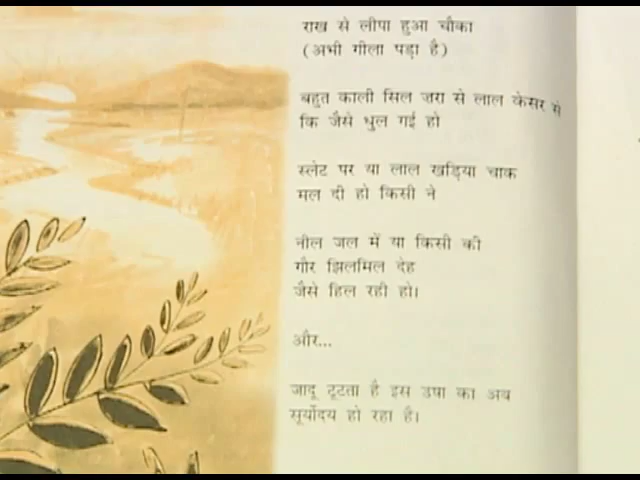 राख से लीपा हुआ चौका
(अभी गीला पड़ा है)
बहुत काली सिल ज़रा से लाल केसर से
कि जैसे धुल गई हो
स्लेट पर या लाल खड़िया चाक
मल दी हो किसी ने
नील जल में या किसी की
गौर झिलमिल देह
जैसे हिल रही हो।
और...
जादू टूटता है इस उषा का अब
सूर्योदय हो रहा है।